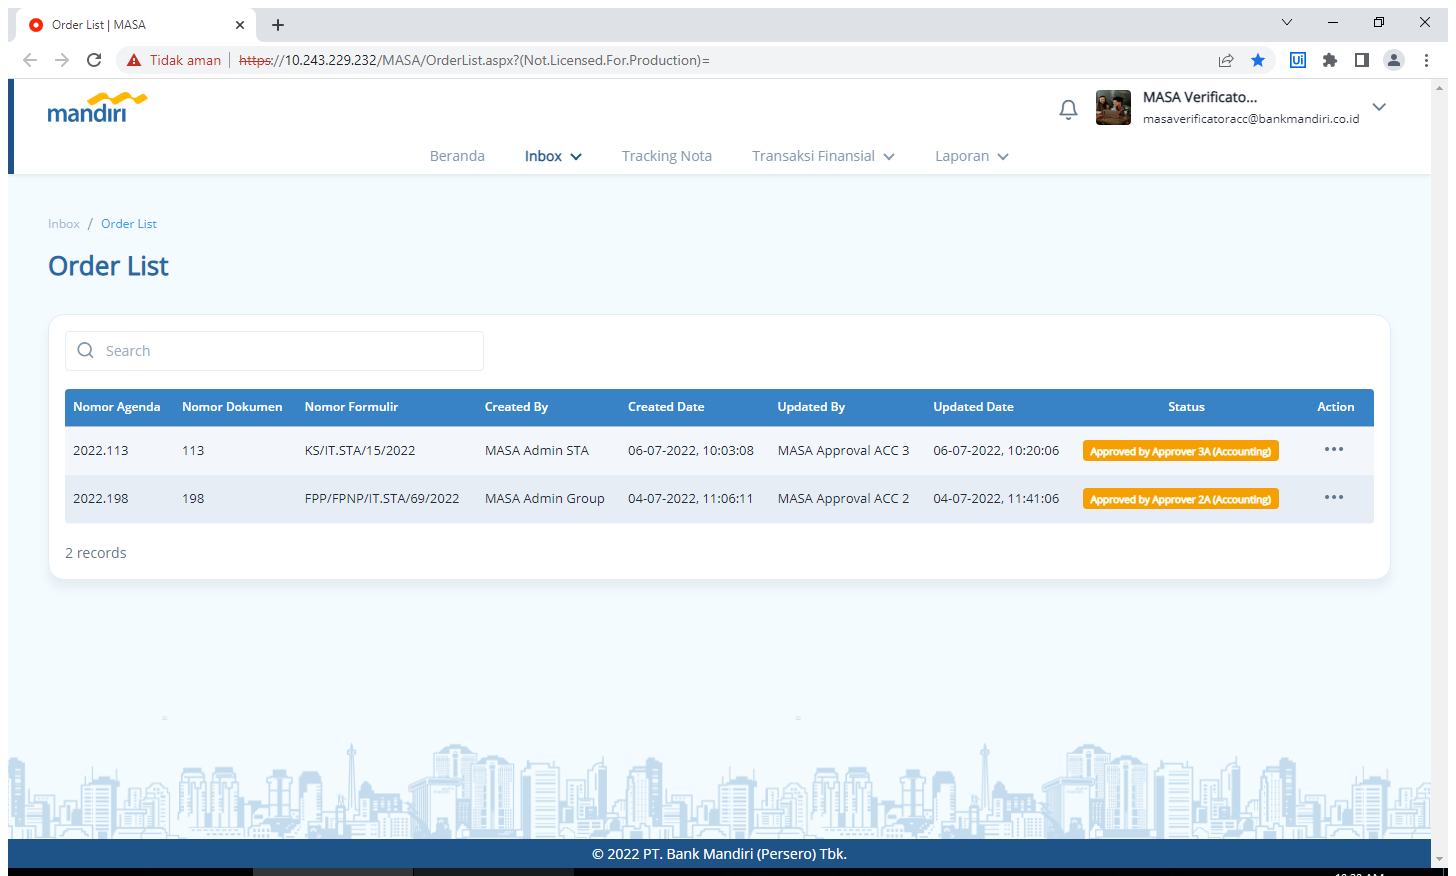 Order List | MASA
Tidak aman | https://10.243.229.232/MASA/OrderList.aspx?(Not.Licensed.For.Production)=
Ui
mandiri
MASA Verificato...
masaverificatoracc@bankmandiri.co.id
Beranda Inbox Tracking Nota Transaksi Finansial Laporan
Inbox / Order List
Order List
Search
Nomor Agenda Nomor Dokumen Nomor Formulir Created By Created Date Updated By Updated Date Status Action
2022.113 113 KS/IT.STA/15/2022 MASA Admin STA 06-07-2022, 10:03:08 MASA Approval ACC 3 06-07-2022, 10:20:06 Approved by Approver 3A (Accounting)
2022.198 198 FPP/FPNP/IT.STA/69/2022 MASA Admin Group 04-07-2022, 11:06:11 MASA Approval ACC 2 04-07-2022, 11:41:06 Approved by Approver 2A (Accounting)
2 records
© 2022 PT. Bank Mandiri (Persero) Tbk.